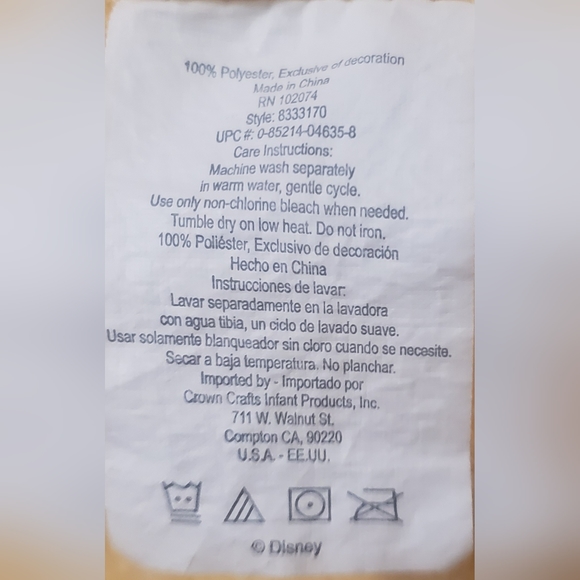 100% Polyester, Exclusive of decoration
Made in China
RN 102074
Style: 8333170
UPC #: 0-85214-04635-8
Care Instructions:
Machine wash separately
in warm water, gentle cycle.
Use only non-chlorine bleach when needed.
Tumble dry on low heat. Do not iron.
100% Poliéster, Exclusivo de decoración
Hecho en China
Instrucciones de lavar:
Lavar separadamente en la lavadora
con agua tibia, un ciclo de lavado suave.
Usar solamente blanqueador sin cloro cuando se necesite.
Secar a baja temperatura. No planchar.
Imported by - Importado por
Crown Crafts Infant Products, Inc.
711 W. Walnut St.
Compton CA, 90220
U.S.A. - EE.UU.
© Disney